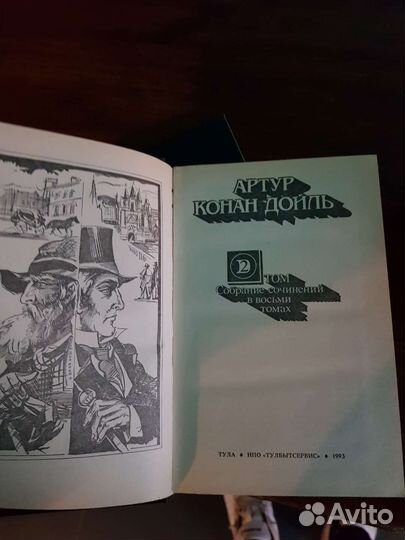 АРТУР
КОНАН ДОЙЛЬ
2
ТОМ
Собрание сочинений
в восьми
томах
ТУЛА • НПО «ТУЛБЫТСЕРВИС» • 1993
Avito